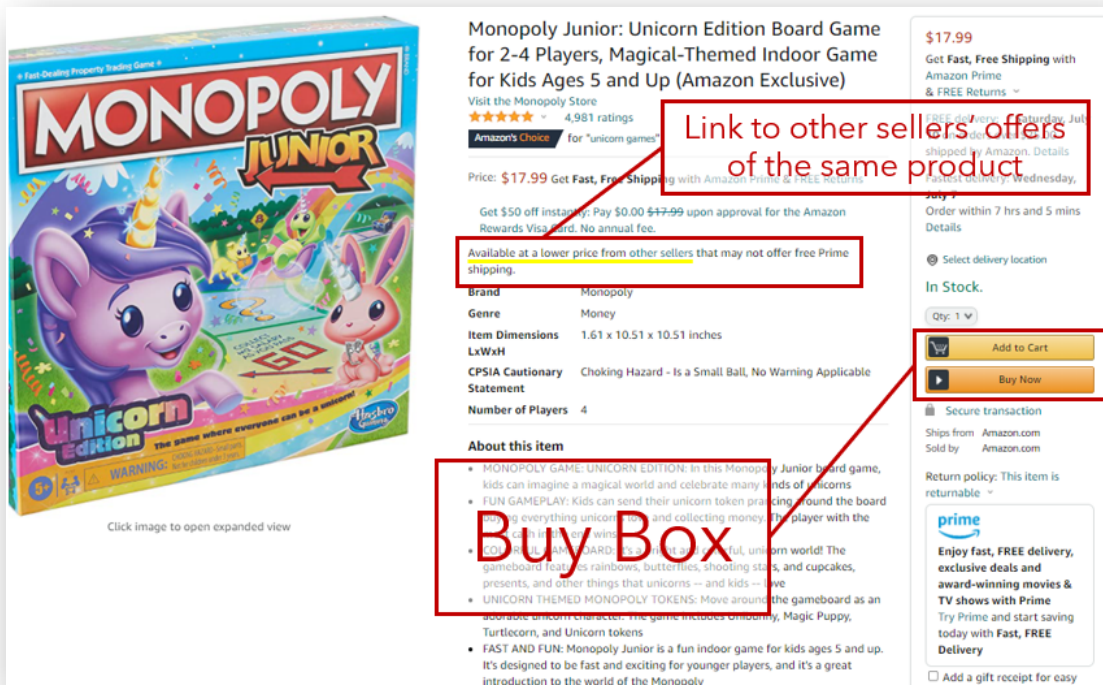 Fast-Dealing Property Trading Game
MONOPOLY
JUNIOR
COLLECT
GO
unicorn
Edition
The game where everyone can be a unicorn!
Hasbro
Gaming
5+
WARNING:
Click image to open expanded view
Monopoly Junior: Unicorn Edition Board Game
for 2-4 Players, Magical-Themed Indoor Game
for Kids Ages 5 and Up (Amazon Exclusive)
Visit the Monopoly Store
4,981 ratings
Amazon's Choice for "unicorn games"
Price: $17.99 Get Fast, Free Shipping with Amazon Prime & FREE Returns
Get $50 off instantly: Pay $0.00 $17.99 upon approval for the Amazon
Rewards Visa Card. No annual fee.
Available at a lower price from other sellers that may not offer free Prime
shipping.
Brand Monopoly
Genre Money
Item Dimensions 1.61 x 10.51 x 10.51 inches
LxWxH
CPSIA Cautionary Choking Hazard - Is a Small Ball, No Warning Applicable
Statement
Number of Players 4
About this item
MONOPOLY GAME: UNICORN EDITION: In this Monopoly Junior board game,
kids can imagine a magical world and celebrate many kinds of unicorns
FUN GAMEPLAY: Kids can send their unicorn token prancing around the board
buying everything unicorns love and collecting money. The player with the
most cash in the end wins
COLORFUL GAMEBOARD: It's a bright and colorful, unicorn world! The
gameboard features rainbows, butterflies, shooting stars, and cupcakes,
presents, and other things that unicorns -- and kids -- love
UNICORN THEMED MONOPOLY TOKENS: Move around the gameboard as an
adorable unicorn character. The game includes Unibunny, Magic Puppy,
Turtlecorn, and Unicorn tokens
FAST AND FUN: Monopoly Junior is a fun indoor game for kids ages 5 and up.
It's designed to be fast and exciting for younger players, and it's a great
introduction to the world of the Monopoly
Link to other sellers' offers
of the same product
Buy Box
$17.99
Get Fast, Free Shipping with
Amazon Prime
& FREE Returns
FREE delivery: Saturday, July
shipped by Amazon. Details
Fastest delivery: Wednesday,
July 7
Order within 7 hrs and 5 mins
Details
Select delivery location
In Stock.
Qty: 1
Add to Cart
Buy Now
Secure transaction
Ships from Amazon.com
Sold by Amazon.com
Return policy: This item is
returnable
prime
Enjoy fast, FREE delivery,
exclusive deals and
award-winning movies &
TV shows with Prime
Try Prime and start saving
today with Fast, FREE
Delivery
Add a gift receipt for easy